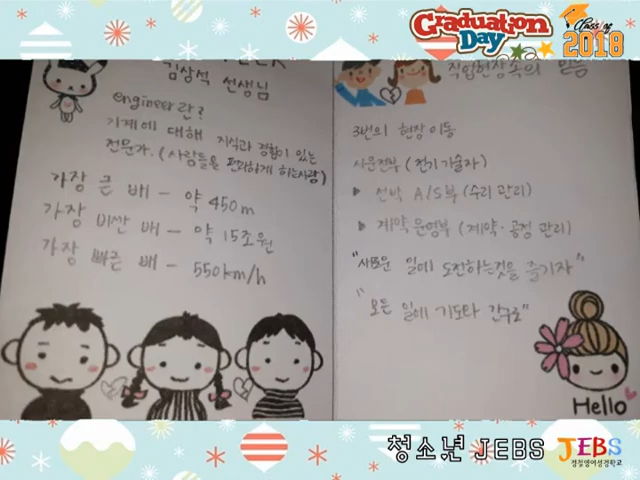 Graduation
Day
Class of
2018
김상석 선생님
engineer란?
기계에 대해 지식과 경험이 있는
전문가. (사람들을 편리하게 하는 사람)
가장 큰 배 - 약 450m
가장 비싼 배 - 약 15조원
가장 빠른 배 - 550km/h
직업현장속의 믿음
3번의 현장 이동
시운전부 (전기 기술자)
▶ 선박 A/S부 (수리 관리)
▶ 계약운영부 (계약·공정 관리)
"새로운 일에 도전하는것을 즐기자"
"모든 일에 기도로 간구로"
Hello
청소년 JEBS
JEBS